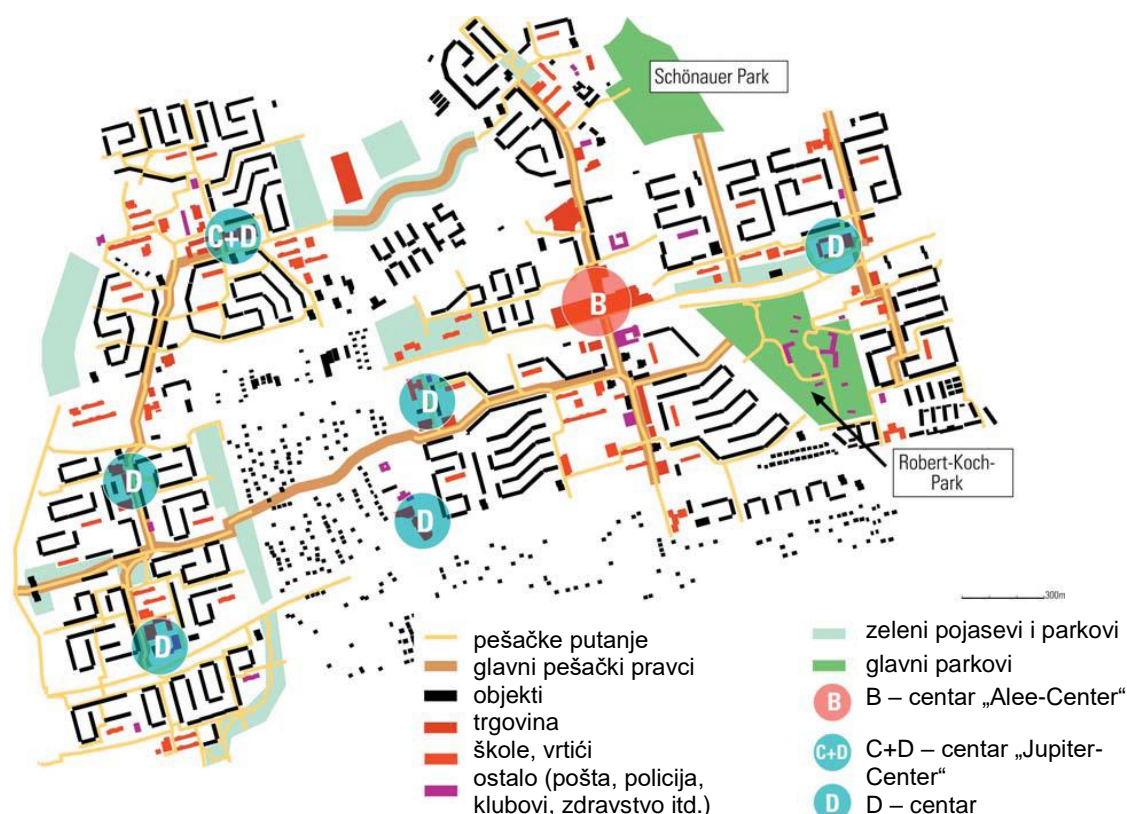 Schönauer Park
C+D
D
B
D
D
D
D
Robert-Koch-
Park
300m
pešačke putanje
glavni pešački pravci
objekti
trgovina
škole, vrtići
ostalo (pošta, policija,
klubovi, zdravstvo itd.)
zeleni pojasevi i parkovi
glavni parkovi
B
B – centar „Alee-Center“
C+D
C+D – centar „Jupiter-
Center“
D
D – centar